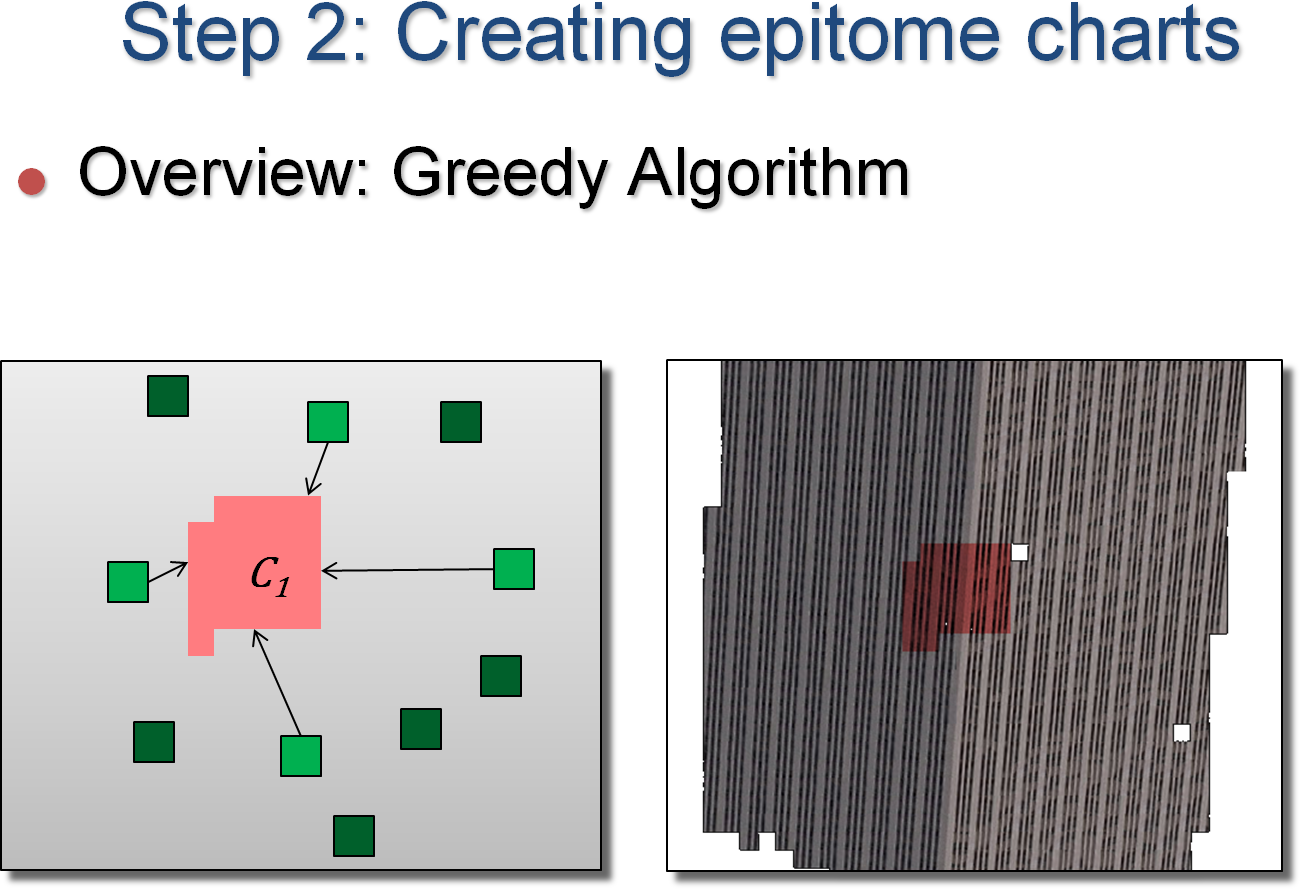 Step 2: Creating epitome charts
Overview: Greedy Algorithm
C1